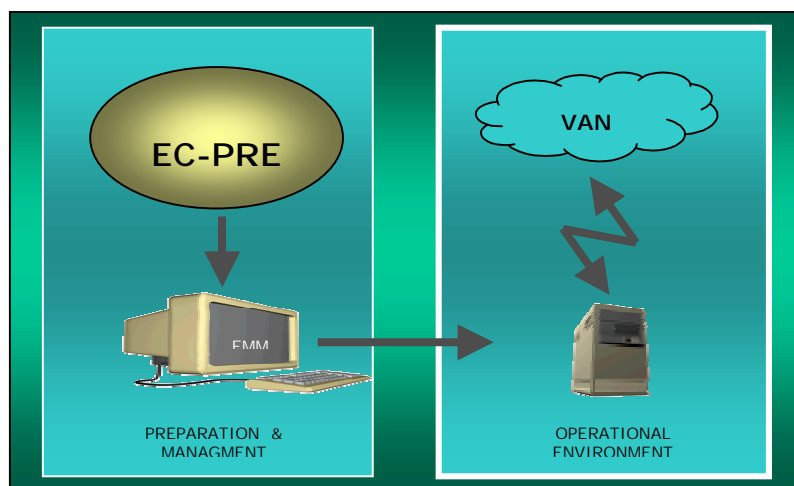 EC-PRE
EMM
PREPARATION &
MANAGMENT
VAN
OPERATIONAL
ENVIRONMENT